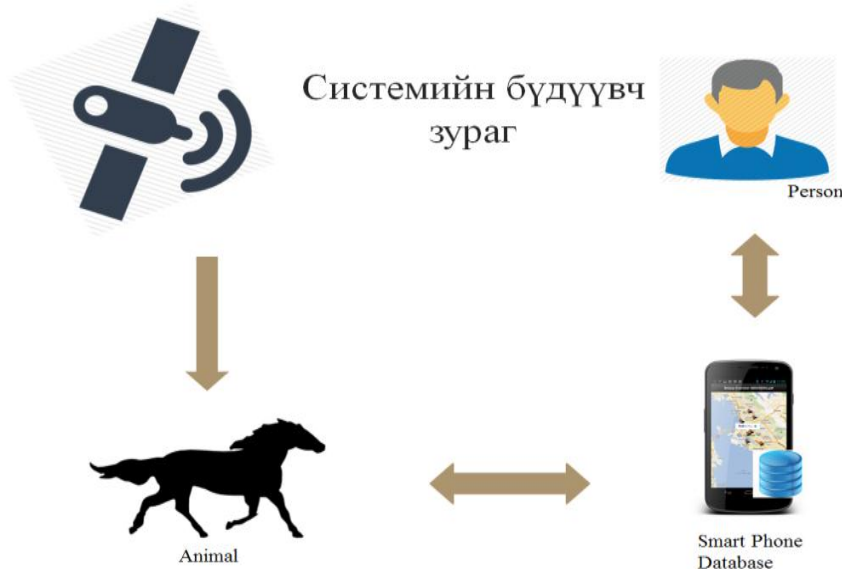 Системийн бүдүүвч
зураг
Person
Animal
Smart Phone
Database